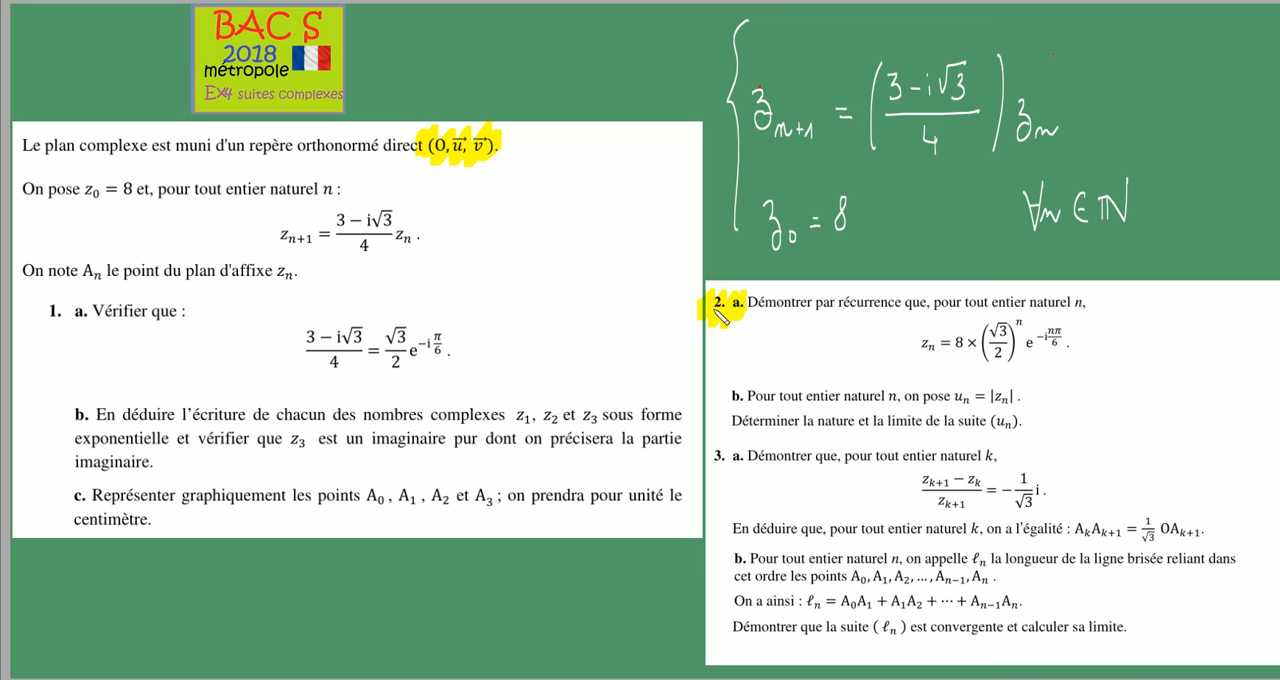 BAC S
2018
métropole
Ex4 suites complexes
Le plan complexe est muni d'un repère orthonormé direct (O, u⃗, v⃗).
On pose z₀ = 8 et, pour tout entier naturel n :
zₙ₊₁ = (3 − i√3)/4 zₙ .
On note Aₙ le point du plan d'affixe zₙ.
1. a. Vérifier que :
(3 − i√3)/4 = √3/2 e^(−i π/6) .
b. En déduire l’écriture de chacun des nombres complexes z₁, z₂ et z₃ sous forme
exponentielle et vérifier que z₃ est un imaginaire pur dont on précisera la partie
imaginaire.
c. Représenter graphiquement les points A₀ , A₁ , A₂ et A₃ ; on prendra pour unité le
centimètre.
zₙ₊₁ = ((3 − i√3)/4) zₙ
z₀ = 8 ∀n ∈ ℕ
2. a. Démontrer par récurrence que, pour tout entier naturel n,
zₙ = 8 × (√3/2)ⁿ e^(−i nπ/6) .
b. Pour tout entier naturel n, on pose uₙ = |zₙ| .
Déterminer la nature et la limite de la suite (uₙ).
3. a. Démontrer que, pour tout entier naturel k,
(zₖ₊₁ − zₖ)/zₖ₊₁ = − 1/√3 i .
En déduire que, pour tout entier naturel k, on a l'égalité : AₖAₖ₊₁ = 1/√3 OAₖ₊₁.
b. Pour tout entier naturel n, on appelle ℓₙ la longueur de la ligne brisée reliant dans
cet ordre les points A₀, A₁, A₂, … , Aₙ₋₁, Aₙ .
On a ainsi : ℓₙ = A₀A₁ + A₁A₂ + ⋯ + Aₙ₋₁Aₙ.
Démontrer que la suite ( ℓₙ ) est convergente et calculer sa limite.